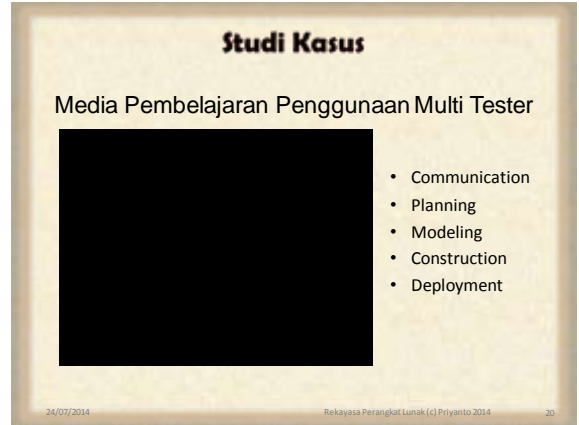 Studi Kasus
Media Pembelajaran Penggunaan Multi Tester
• Communication
• Planning
• Modeling
• Construction
• Deployment
24/07/2014
Rekayasa Perangkat Lunak (c) Priyanto 2014
20